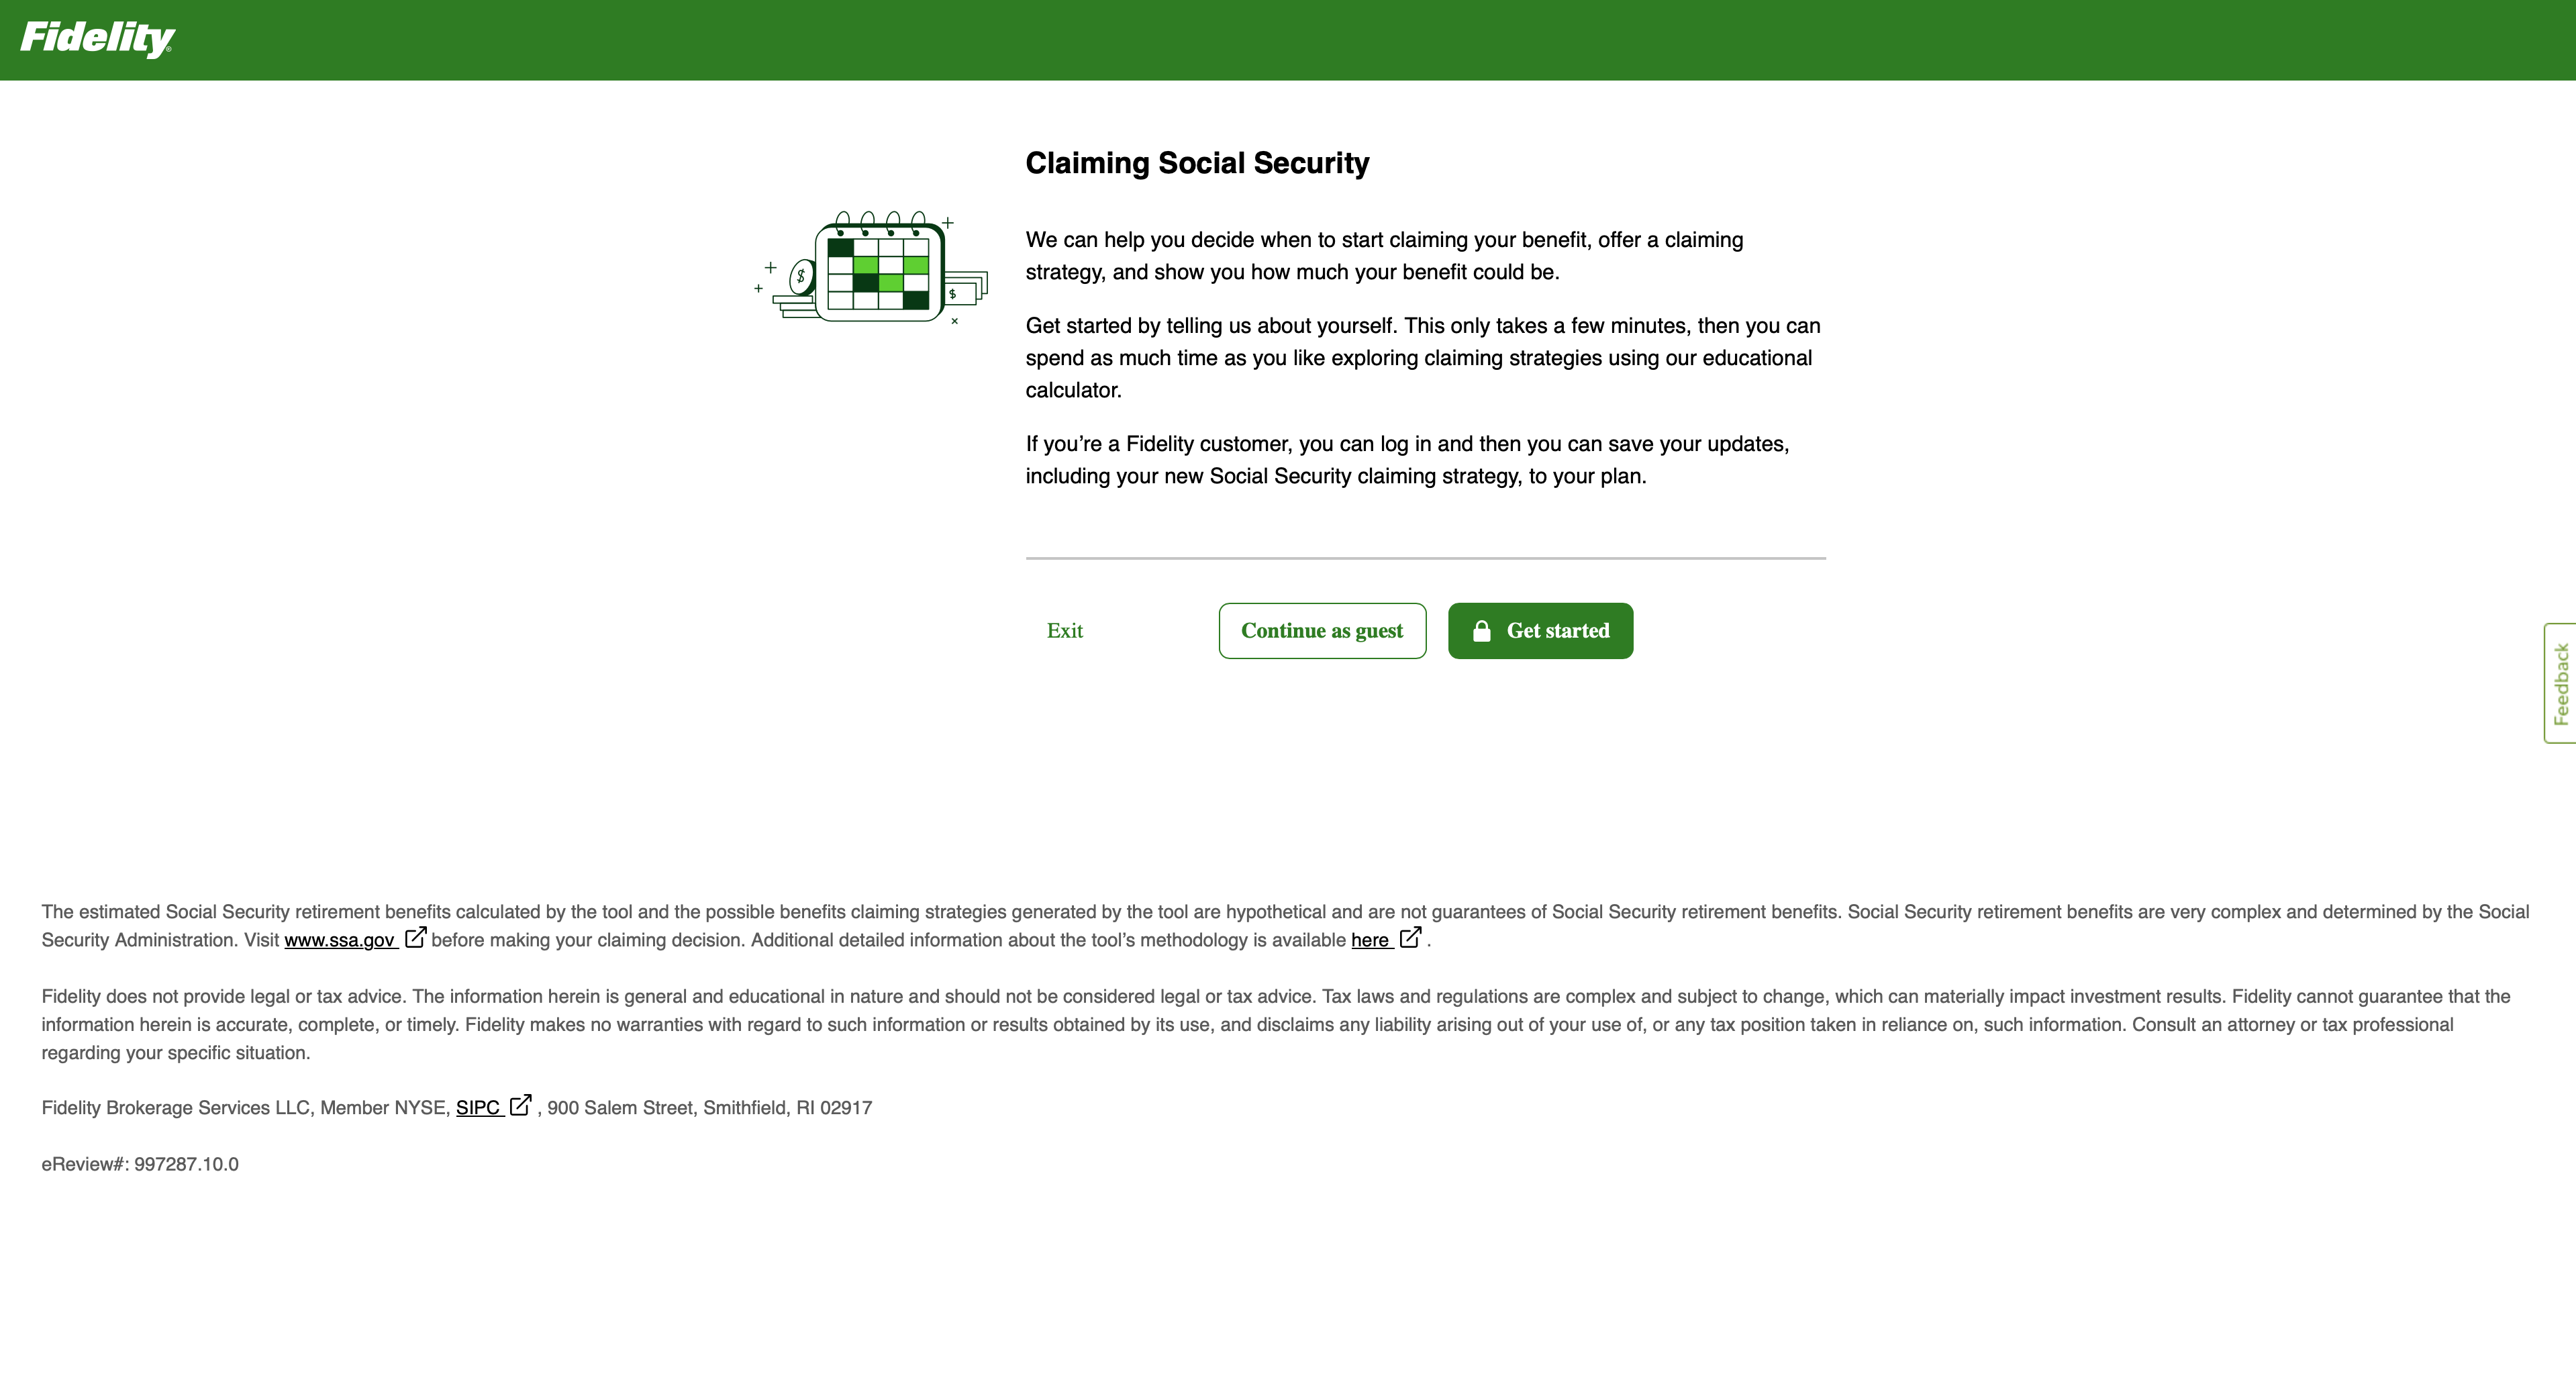 Fidelity®
Claiming Social Security
We can help you decide when to start claiming your benefit, offer a claiming
strategy, and show you how much your benefit could be.
Get started by telling us about yourself. This only takes a few minutes, then you can
spend as much time as you like exploring claiming strategies using our educational
calculator.
If you’re a Fidelity customer, you can log in and then you can save your updates,
including your new Social Security claiming strategy, to your plan.
Exit
Continue as guest
Get started
Feedback
The estimated Social Security retirement benefits calculated by the tool and the possible benefits claiming strategies generated by the tool are hypothetical and are not guarantees of Social Security retirement benefits. Social Security retirement benefits are very complex and determined by the Social
Security Administration. Visit www.ssa.gov before making your claiming decision. Additional detailed information about the tool’s methodology is available here .
Fidelity does not provide legal or tax advice. The information herein is general and educational in nature and should not be considered legal or tax advice. Tax laws and regulations are complex and subject to change, which can materially impact investment results. Fidelity cannot guarantee that the
information herein is accurate, complete, or timely. Fidelity makes no warranties with regard to such information or results obtained by its use, and disclaims any liability arising out of your use of, or any tax position taken in reliance on, such information. Consult an attorney or tax professional
regarding your specific situation.
Fidelity Brokerage Services LLC, Member NYSE, SIPC , 900 Salem Street, Smithfield, RI 02917
eReview#: 997287.10.0